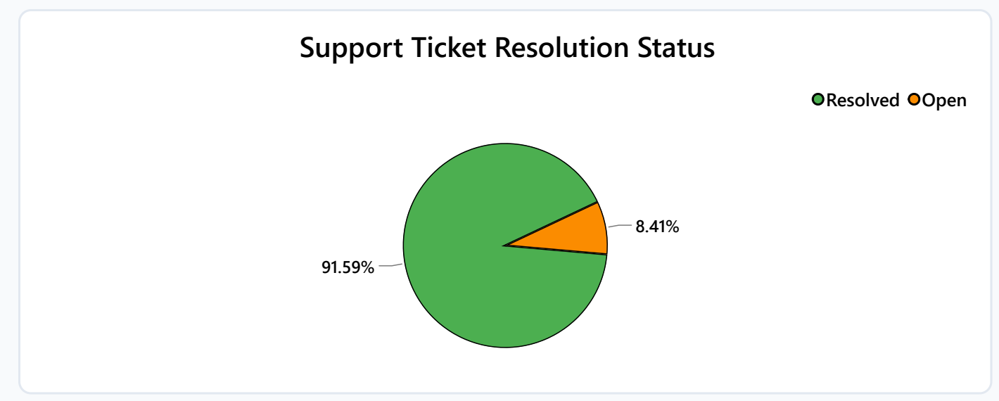 Support Ticket Resolution Status
Resolved Open
8.41%
91.59%